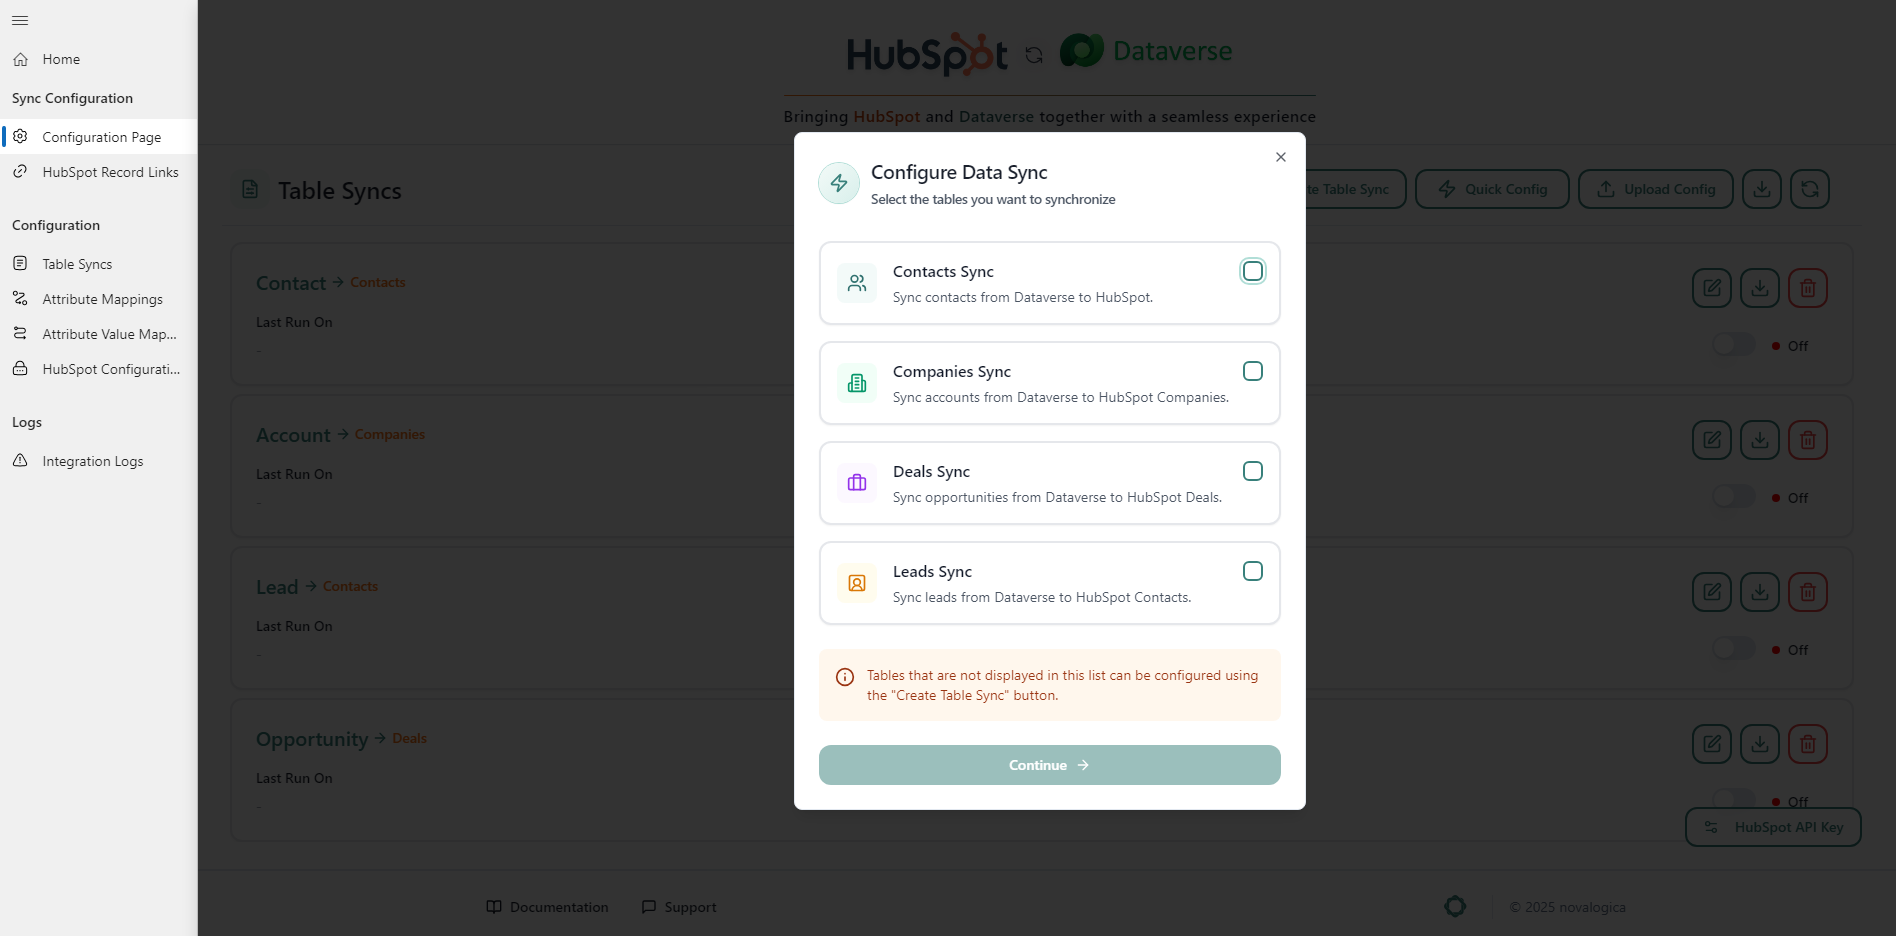 Home
Sync Configuration
Configuration Page
HubSpot Record Links
Configuration
Table Syncs
Attribute Mappings
Attribute Value Map...
HubSpot Configurati...
Logs
Integration Logs
HubSpot Dataverse
Bringing HubSpot and Dataverse together with a seamless experience
Table Syncs
Table Sync
Quick Config
Upload Config
Contact → Contacts
Last Run On
-
Off
Account → Companies
Last Run On
-
Off
Lead → Contacts
Last Run On
-
Off
Opportunity → Deals
Last Run On
-
Off
HubSpot API Key
Configure Data Sync
Select the tables you want to synchronize
Contacts Sync
Sync contacts from Dataverse to HubSpot.
Companies Sync
Sync accounts from Dataverse to HubSpot Companies.
Deals Sync
Sync opportunities from Dataverse to HubSpot Deals.
Leads Sync
Sync leads from Dataverse to HubSpot Contacts.
Tables that are not displayed in this list can be configured using
the "Create Table Sync" button.
Continue →
Documentation
Support
© 2025 novalogica